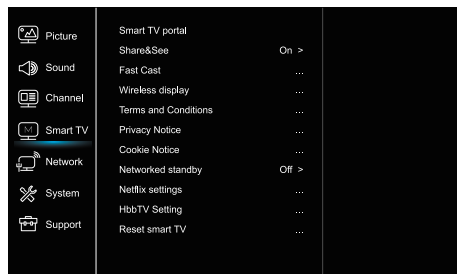 Picture
Sound
Channel
M Smart TV
Network
System
Support
Smart TV portal
Share&See On >
Fast Cast ...
Wireless display ...
Terms and Conditions ...
Privacy Notice ...
Cookie Notice ...
Networked standby Off >
Netflix settings ...
HbbTV Setting ...
Reset smart TV ...